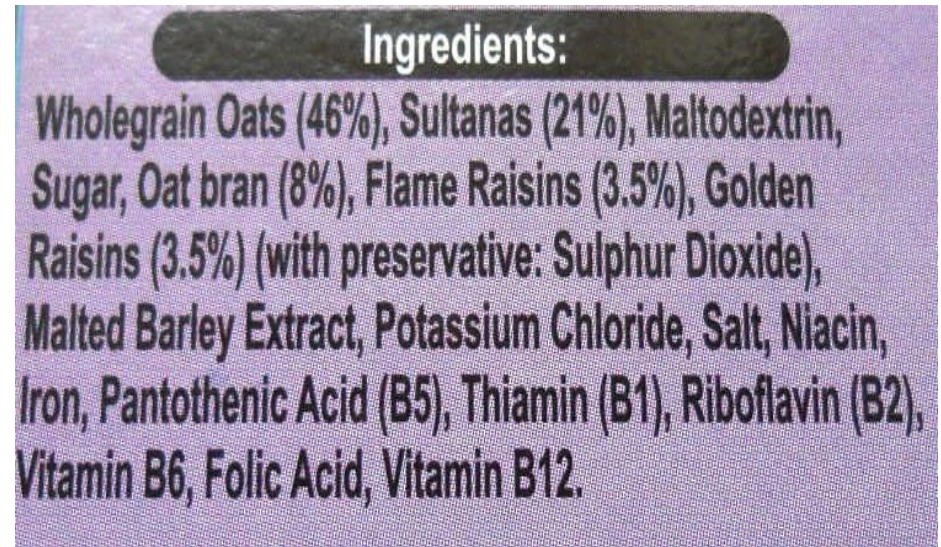 Ingredients:
Wholegrain Oats (46%), Sultanas (21%), Maltodextrin,
Sugar, Oat bran (8%), Flame Raisins (3.5%), Golden
Raisins (3.5%) (with preservative: Sulphur Dioxide),
Malted Barley Extract, Potassium Chloride, Salt, Niacin,
Iron, Pantothenic Acid (B5), Thiamin (B1), Riboflavin (B2),
Vitamin B6, Folic Acid, Vitamin B12.